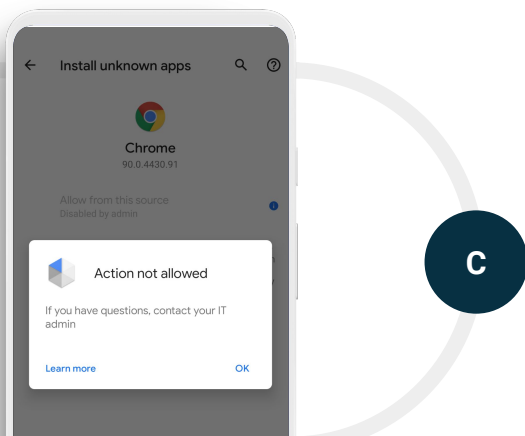 Install unknown apps
Chrome
90.0.4430.91
Allow from this source
Disabled by admin
Action not allowed
If you have questions, contact your IT
admin
Learn more
OK
C